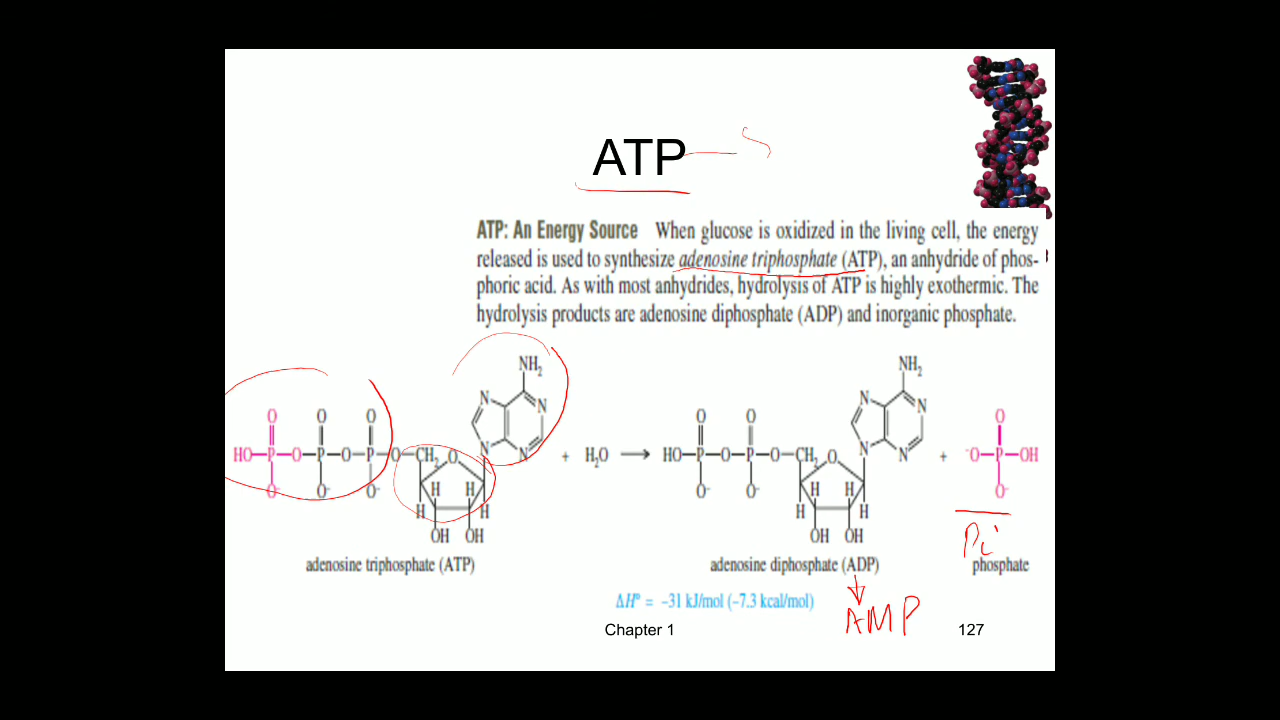 ATP
ATP: An Energy Source When glucose is oxidized in the living cell, the energy
released is used to synthesize adenosine triphosphate (ATP), an anhydride of phos-
phoric acid. As with most anhydrides, hydrolysis of ATP is highly exothermic. The
hydrolysis products are adenosine diphosphate (ADP) and inorganic phosphate.
NH₂ NH₂
O O O N N O O N N O
HO P O P O P O CH₂ O N N + H₂O ⟶ HO P O P O CH₂ O N N + ⁻O P OH
O⁻ O⁻ O⁻ H H O⁻ O⁻ H H O⁻
H H H H
OH OH OH OH
Pi
adenosine triphosphate (ATP) adenosine diphosphate (ADP) phosphate
ΔH° = −31 kJ/mol (−7.3 kcal/mol)
AMP
Chapter 1 127